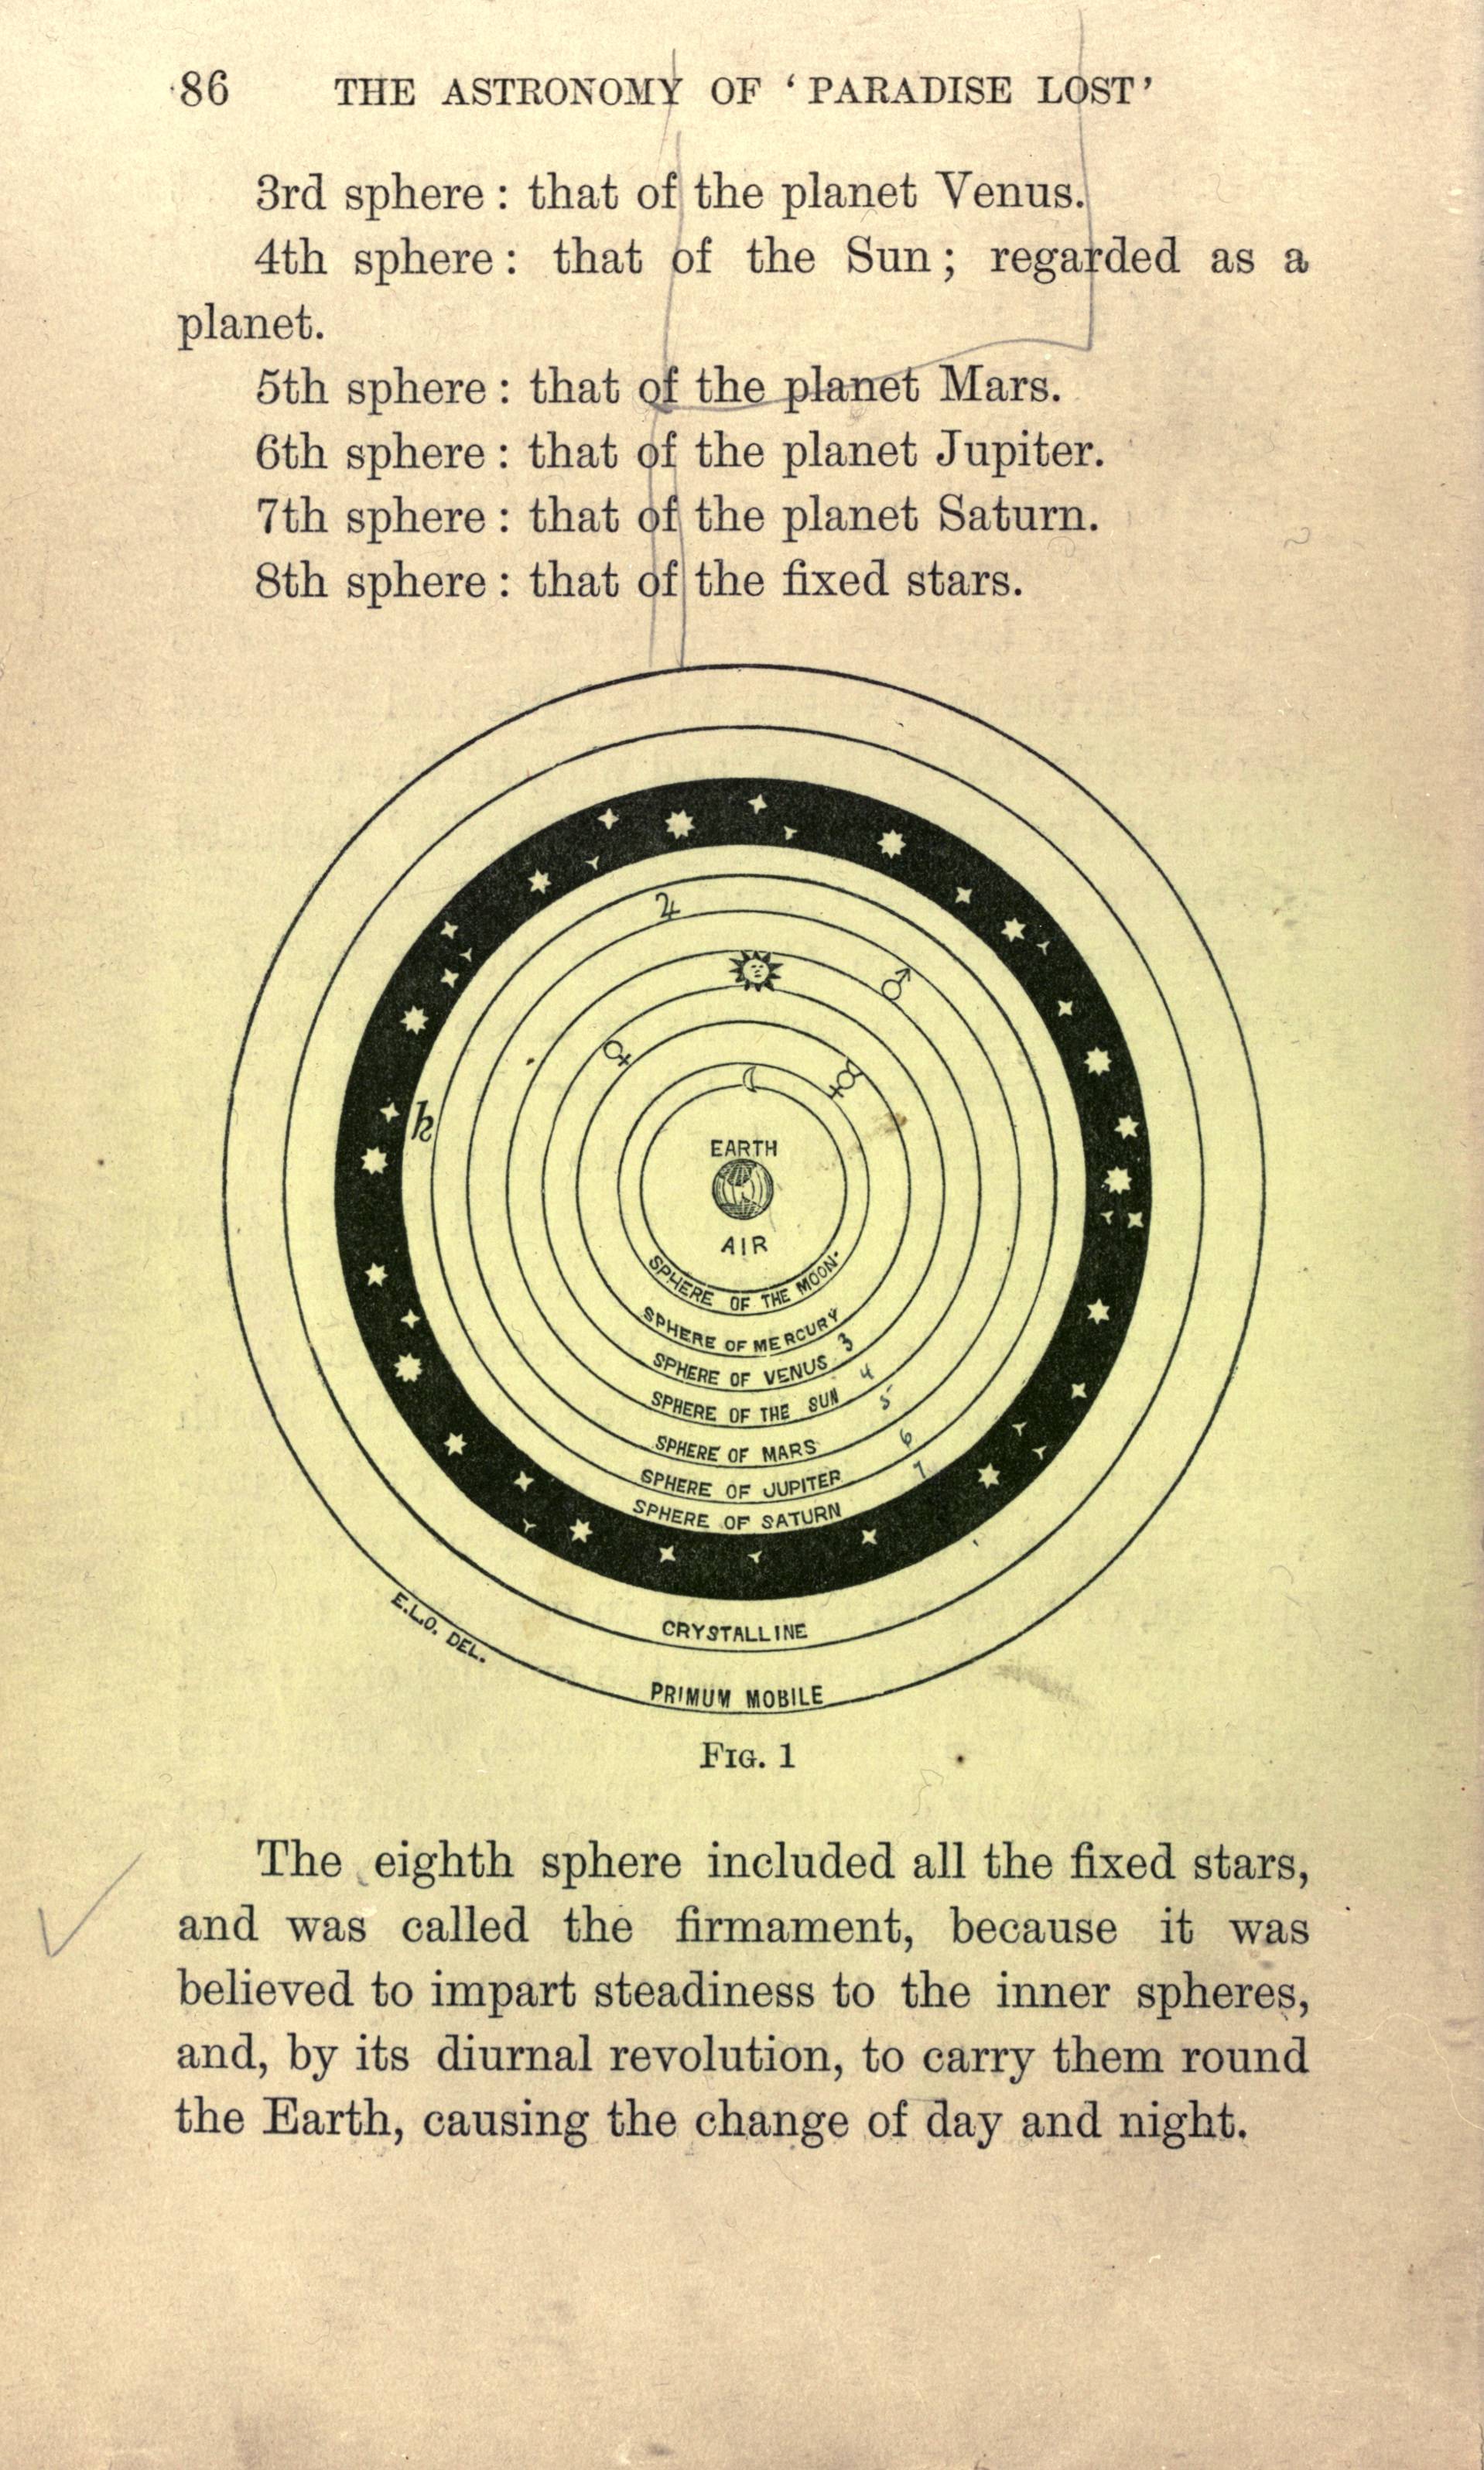 86 THE ASTRONOMY OF ‘PARADISE LOST’
3rd sphere : that of the planet Venus.
4th sphere : that of the Sun ; regarded as a
planet.
5th sphere : that of the planet Mars.
6th sphere : that of the planet Jupiter.
7th sphere : that of the planet Saturn.
8th sphere : that of the fixed stars.
♃
♂
♀
☿
♄
EARTH
AIR
SPHERE OF THE MOON
SPHERE OF MERCURY
SPHERE OF VENUS 3
SPHERE OF THE SUN 4
SPHERE OF MARS 5
SPHERE OF JUPITER 6
SPHERE OF SATURN 7
CRYSTALLINE
E.L.O. DEL.
PRIMUM MOBILE
FIG. 1
The eighth sphere included all the fixed stars,
and was called the firmament, because it was
believed to impart steadiness to the inner spheres,
and, by its diurnal revolution, to carry them round
the Earth, causing the change of day and night.